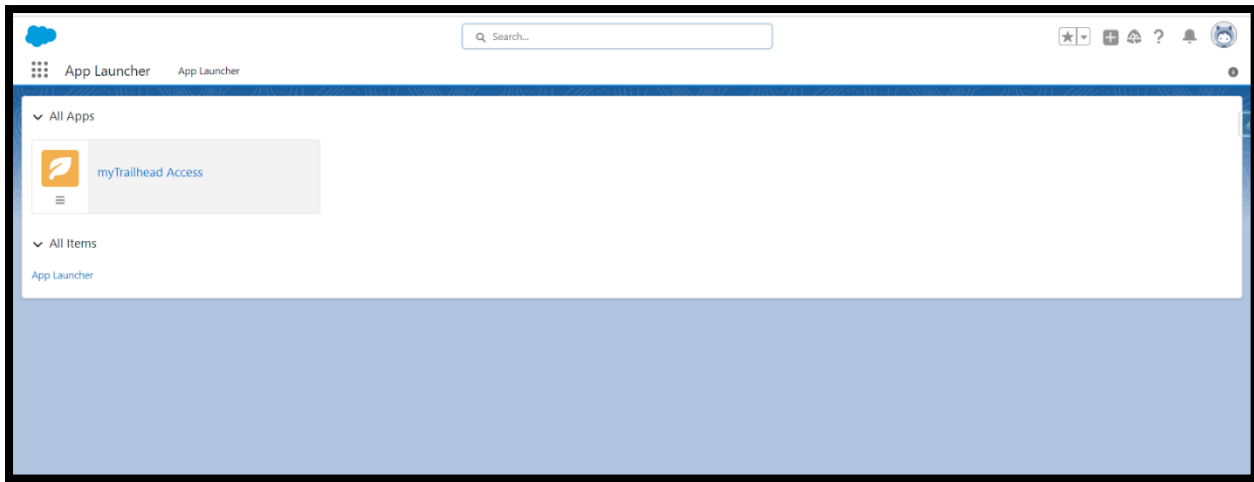 Search...
App Launcher App Launcher
All Apps
myTrailhead Access
All Items
App Launcher